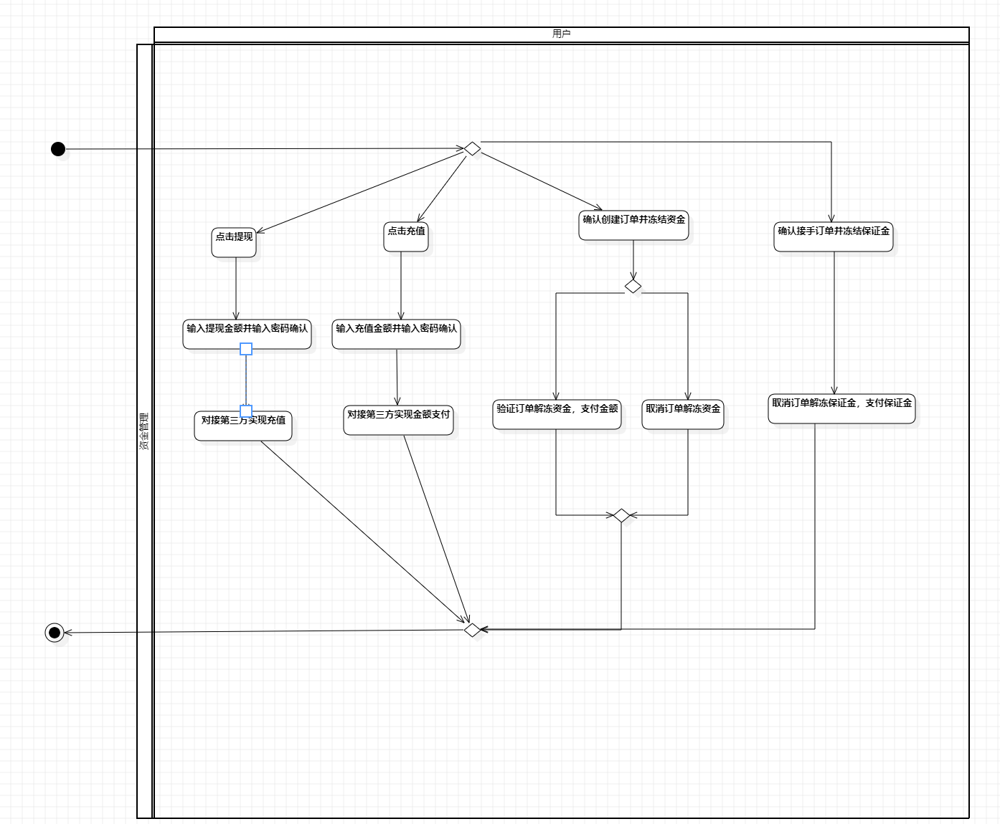 用户
资金管理
点击提现
点击充值
确认创建订单并冻结资金
确认接手订单并冻结保证金
输入提现金额并输入密码确认
输入充值金额并输入密码确认
对接第三方实现充值
对接第三方实现金额支付
验证订单解冻资金，支付金额
取消订单解冻资金
取消订单解冻保证金，支付保证金